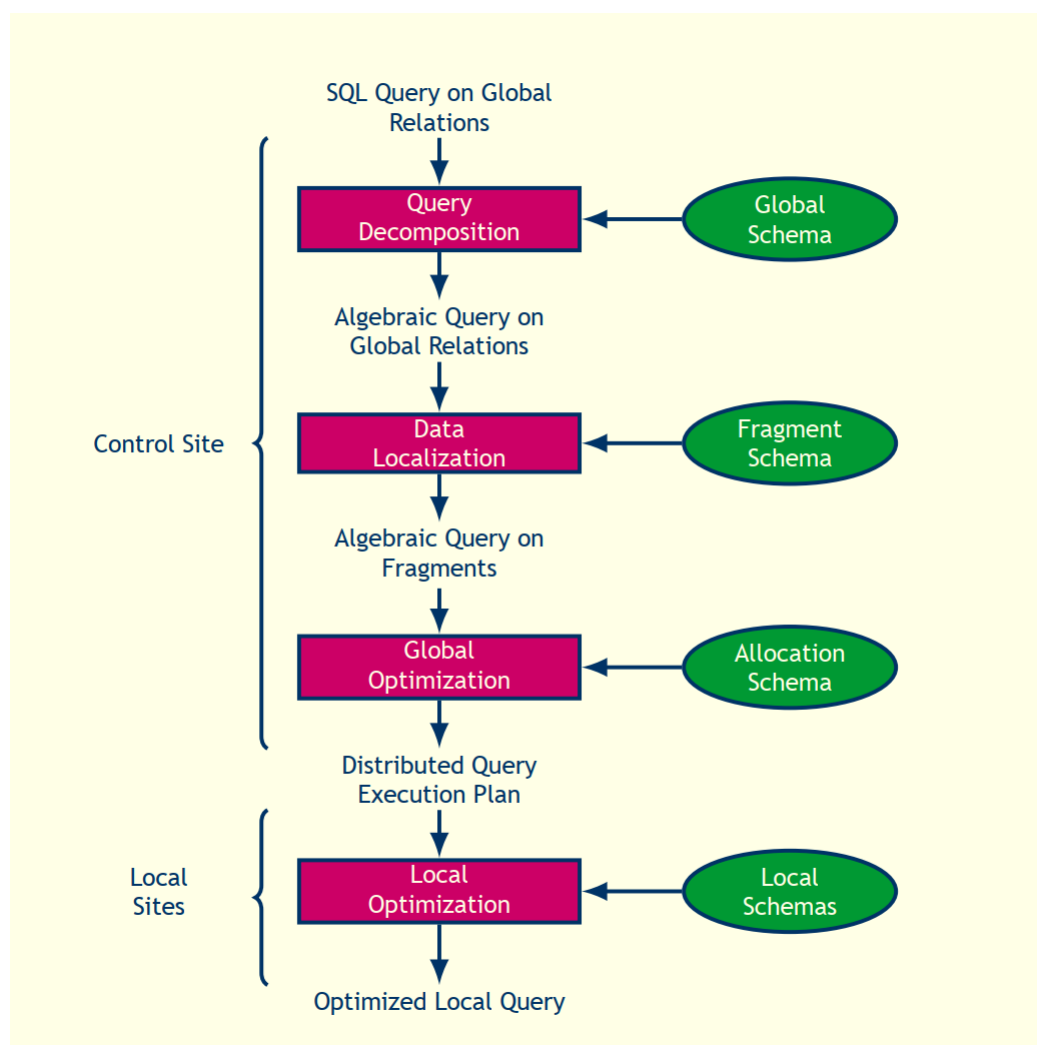 SQL Query on Global
Relations
Query
Decomposition
Global
Schema
Algebraic Query on
Global Relations
Control Site
Data
Localization
Fragment
Schema
Algebraic Query on
Fragments
Global
Optimization
Allocation
Schema
Distributed Query
Execution Plan
Local
Sites
Local
Optimization
Local
Schemas
Optimized Local Query